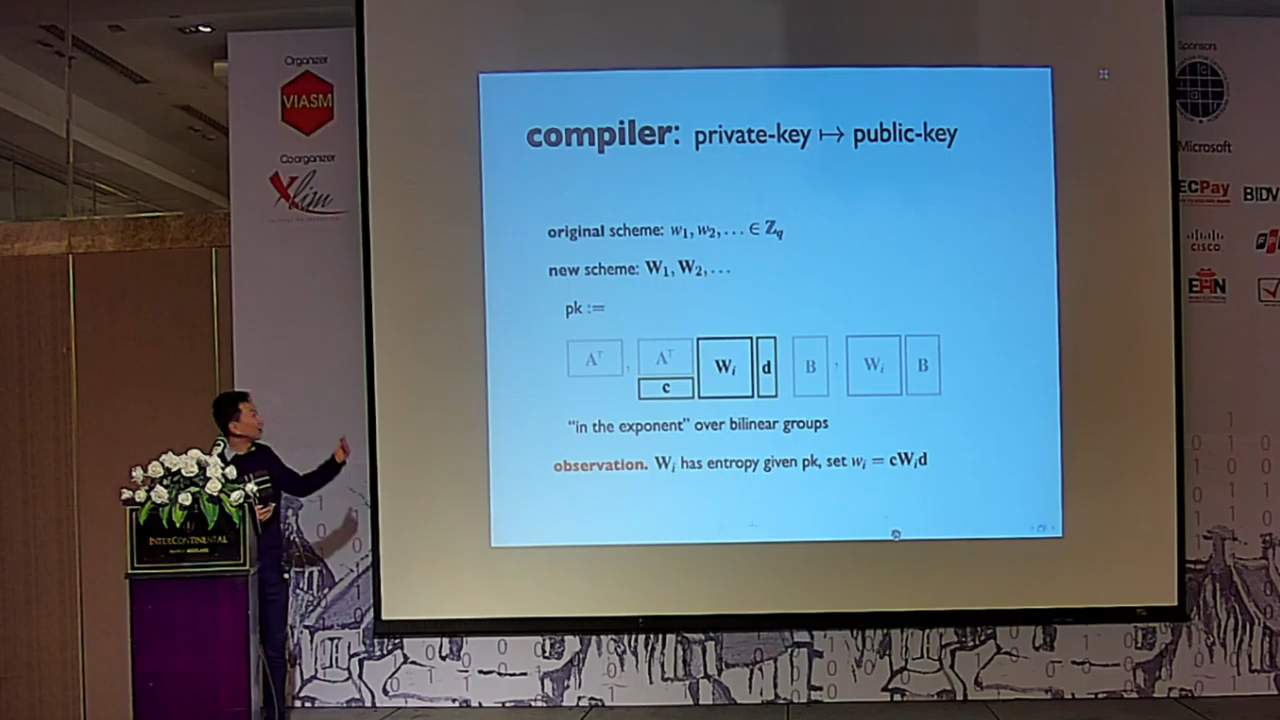 Organizer
VIASM
Coorganizer
Xlim
compiler: private-key ↦ public-key
original scheme: w₁, w₂, … ∈ ℤ_q
new scheme: W₁, W₂, …
pk :=
Aᵀ , Aᵀ c Wᵢ d B , Wᵢ B
“in the exponent” over bilinear groups
observation. Wᵢ has entropy given pk, set wᵢ = cWᵢd
INTERCONTINENTAL
Sponsors
Microsoft
ECPay
BIDV
CISCO